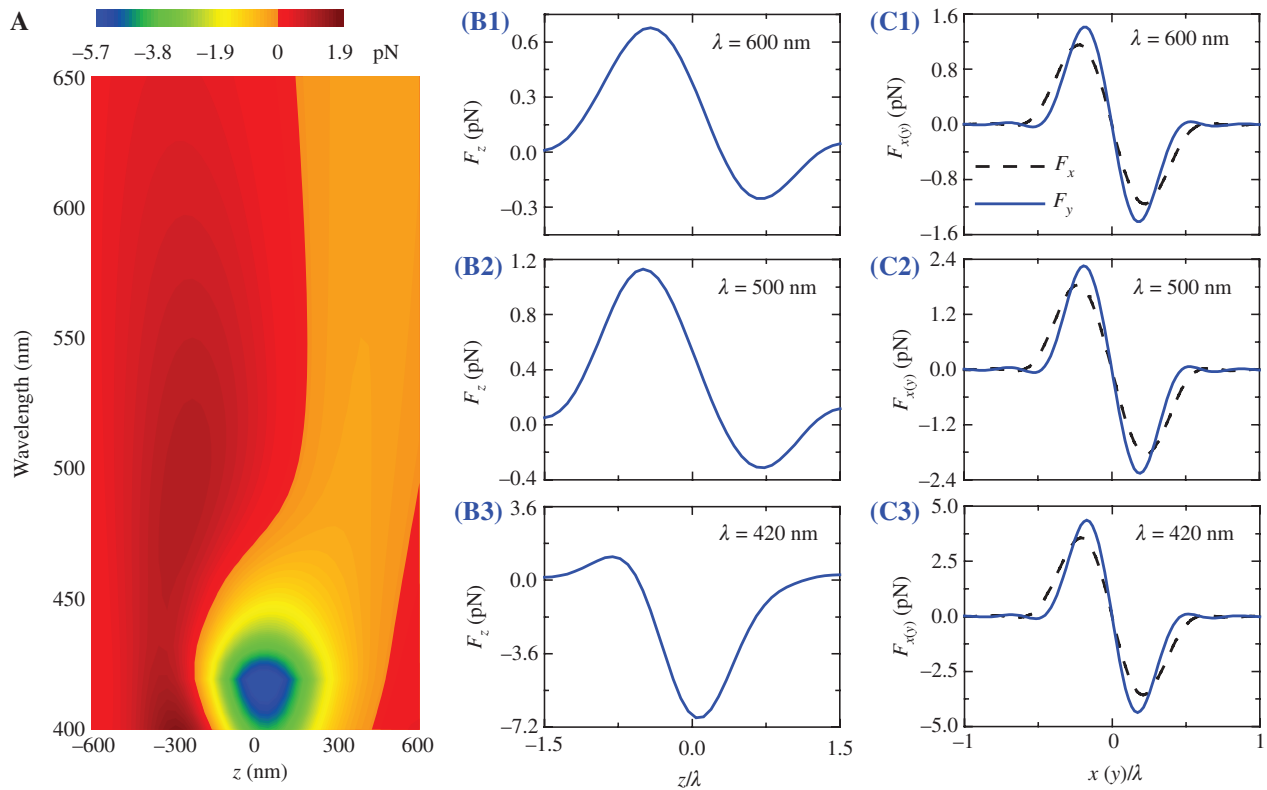 A
−5.7 −3.8 −1.9 0 1.9 pN
650
600
550
500
450
400
Wavelength (nm)
−600 −300 0 300 600
z (nm)
(B1)
λ = 600 nm
0.6
0.3
0.0
−0.3
F_z (pN)
(B2)
λ = 500 nm
1.2
0.8
0.4
0.0
−0.4
F_z (pN)
(B3)
λ = 420 nm
3.6
0.0
−3.6
−7.2
F_z (pN)
−1.5 0.0 1.5
z/λ
(C1)
λ = 600 nm
1.6
0.8
0.0
−0.8
−1.6
F_x(y) (pN)
F_x
F_y
(C2)
λ = 500 nm
2.4
1.2
0.0
−1.2
−2.4
F_x(y) (pN)
(C3)
λ = 420 nm
5.0
2.5
0.0
−2.5
−5.0
F_x(y) (pN)
−1 0 1
x (y)/λ